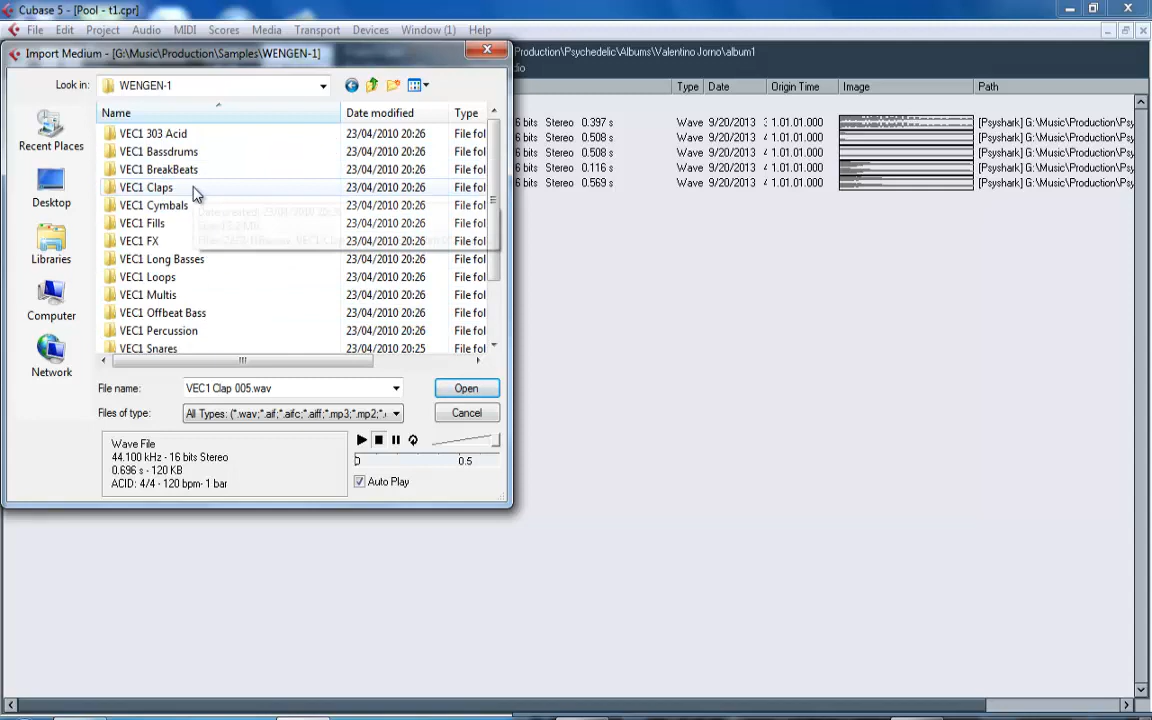 Cubase 5 - [Pool - t1.cpr]
File Edit Project Audio MIDI Scores Media Transport Devices Window (1) Help
Import Medium - [G:\Music\Production\Samples\WENGEN-1]
Production\Psychedelic\Albums\Valentino Jorno\album1
Look in: WENGEN-1
Type Date Origin Time Image Path
Name Date modified Type
6 bits Stereo 0.397 s Wave 9/20/2013 1.01.01.000 [Psyshark] G:\Music\Production\Psy
6 bits Stereo 0.508 s Wave 9/20/2013 1.01.01.000 [Psyshark] G:\Music\Production\Psy
6 bits Stereo 0.508 s Wave 9/20/2013 1.01.01.000 [Psyshark] G:\Music\Production\Psy
6 bits Stereo 0.116 s Wave 9/20/2013 1.01.01.000 [Psyshark] G:\Music\Production\Psy
6 bits Stereo 0.569 s Wave 9/20/2013 1.01.01.000 [Psyshark] G:\Music\Production\Psy
Recent Places
Desktop
Libraries
Computer
Network
VEC1 303 Acid 23/04/2010 20:26 File fol
VEC1 Bassdrums 23/04/2010 20:26 File fol
VEC1 BreakBeats 23/04/2010 20:26 File fol
VEC1 Claps 23/04/2010 20:26 File fol
VEC1 Cymbals 23/04/2010 20:26 File fol
VEC1 Fills 23/04/2010 20:26 File fol
VEC1 FX 23/04/2010 20:26 File fol
VEC1 Long Basses 23/04/2010 20:26 File fol
VEC1 Loops 23/04/2010 20:26 File fol
VEC1 Multis 23/04/2010 20:26 File fol
VEC1 Offbeat Bass 23/04/2010 20:26 File fol
VEC1 Percussion 23/04/2010 20:26 File fol
VEC1 Snares 23/04/2010 20:25 File fol
File name: VEC1 Clap 005.wav Open
Files of type: All Types: (*.wav;*.aif;*.aifc;*.aiff;*.mp3;*.mp2;*. Cancel
Wave File
44.100 kHz - 16 bits Stereo
0.696 s - 120 KB
ACID: 4/4 - 120 bpm- 1 bar
0 0.5
Auto Play